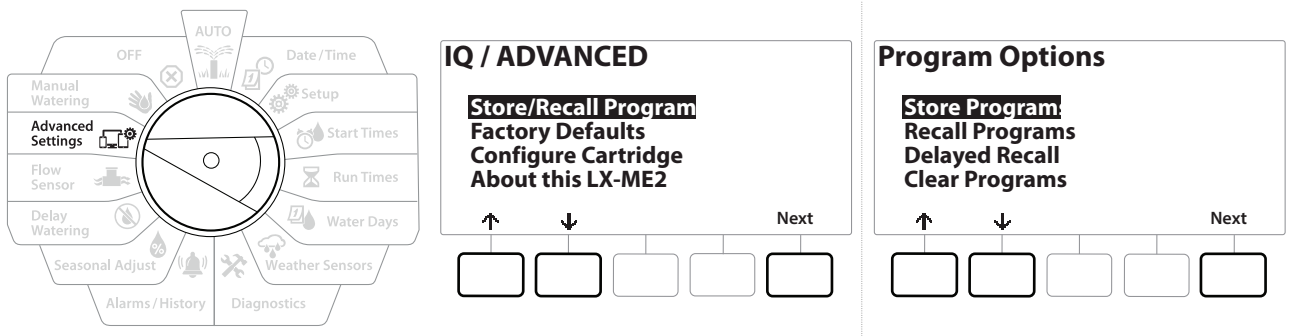 AUTO
OFF
Date/Time
Manual
Watering
Setup
Advanced
Settings
Start Times
Flow
Sensor
Run Times
Delay
Watering
Water Days
Seasonal Adjust
Weather Sensors
Alarms/History
Diagnostics
IQ / ADVANCED
Store/Recall Program
Factory Defaults
Configure Cartridge
About this LX-ME2
Next
Program Options
Store Programs
Recall Programs
Delayed Recall
Clear Programs
Next